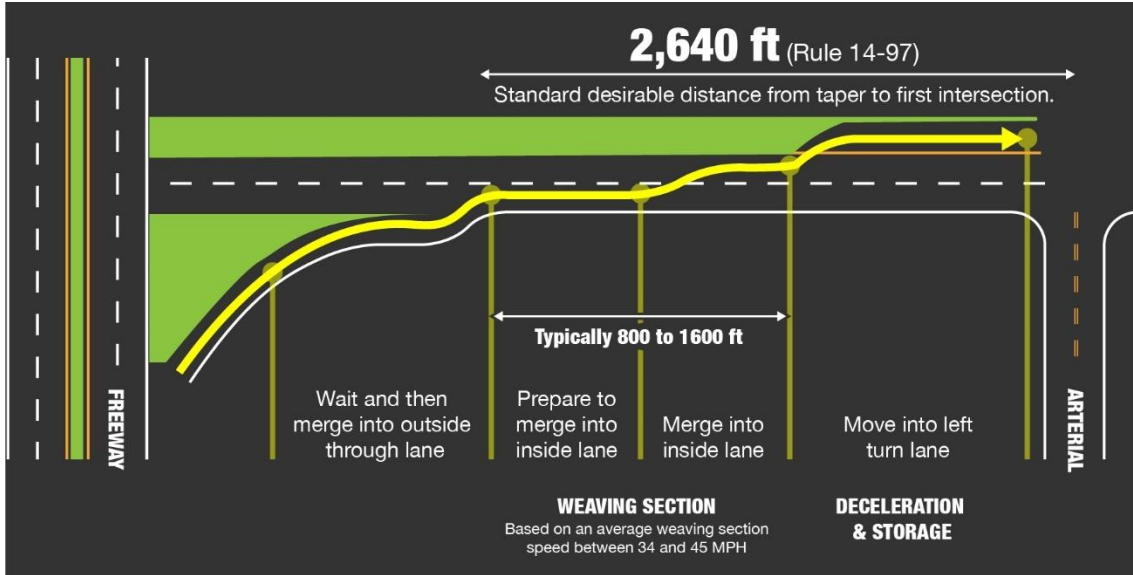 2,640 ft (Rule 14-97)
Standard desirable distance from taper to first intersection.
Typically 800 to 1600 ft
FREEWAY
Wait and then
merge into outside
through lane
Prepare to
merge into
inside lane
Merge into
inside lane
Move into left
turn lane
ARTERIAL
WEAVING SECTION
Based on an average weaving section
speed between 34 and 45 MPH
DECELERATION
& STORAGE